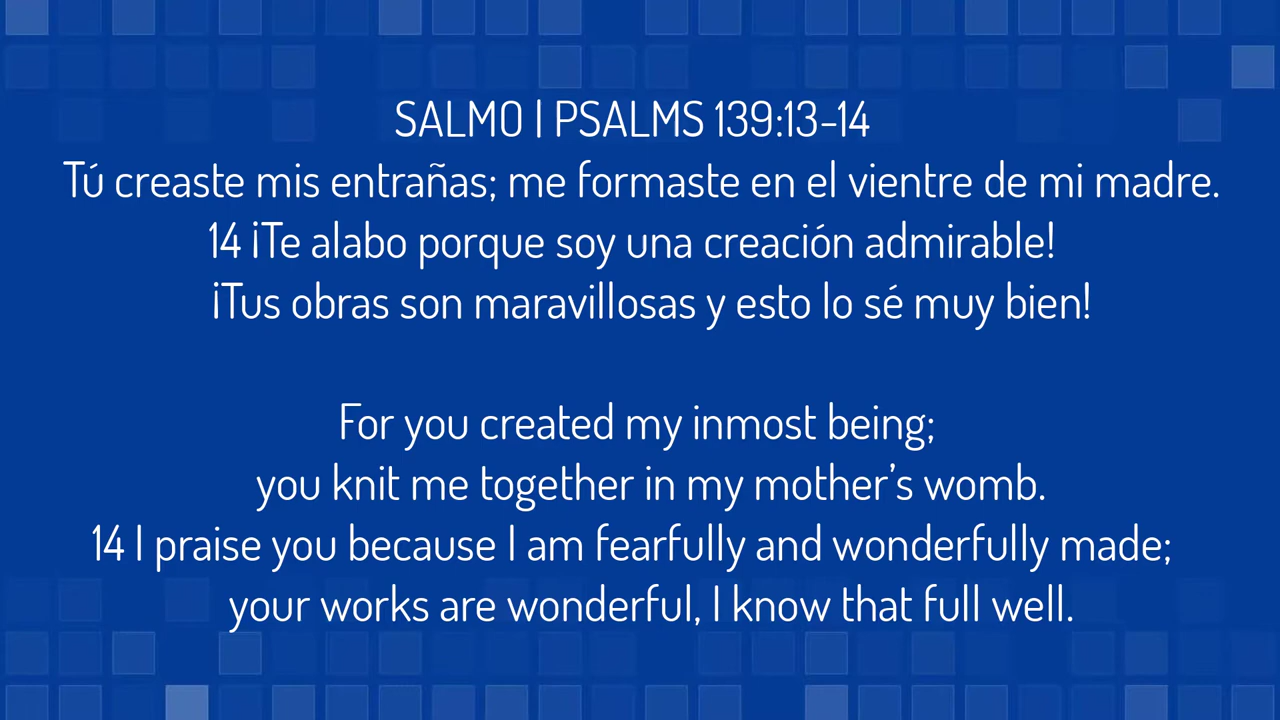 SALMO | PSALMS 139:13-14
Tú creaste mis entrañas; me formaste en el vientre de mi madre.
14 ¡Te alabo porque soy una creación admirable!
¡Tus obras son maravillosas y esto lo sé muy bien!
For you created my inmost being;
you knit me together in my mother’s womb.
14 I praise you because I am fearfully and wonderfully made;
your works are wonderful, I know that full well.